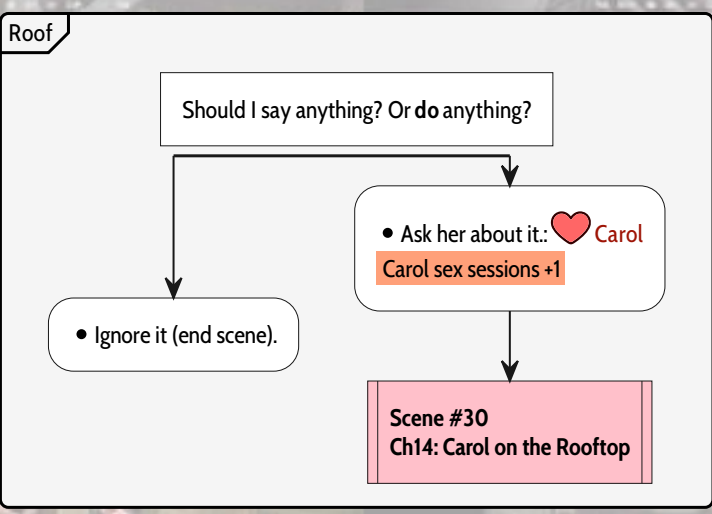 Roof
Should I say anything? Or do anything?
• Ask her about it.: Carol
Carol sex sessions +1
• Ignore it (end scene).
Scene #30
Ch14: Carol on the Rooftop